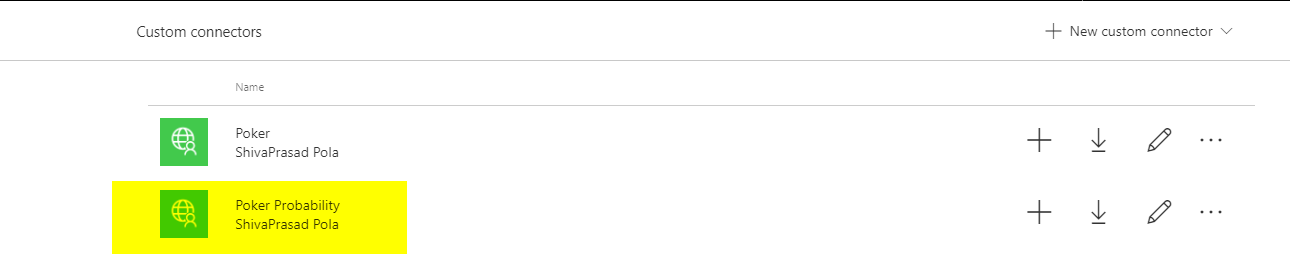 Custom connectors
New custom connector
Name
Poker
ShivaPrasad Pola
Poker Probability
ShivaPrasad Pola